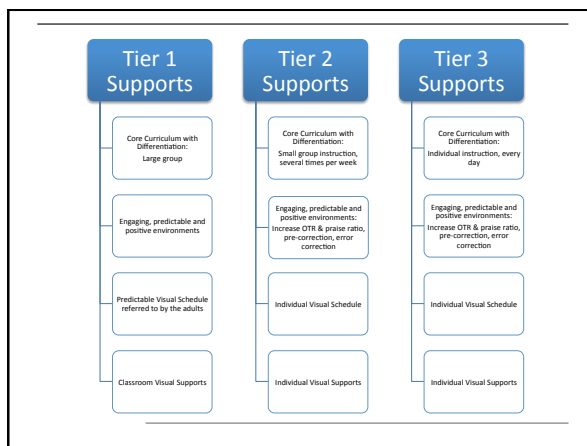 Tier 1
Supports
Core Curriculum with
Differentiation:
Large group
Engaging, predictable and
positive environments
Predictable Visual Schedule
referred to by the adults
Classroom Visual Supports
Tier 2
Supports
Core Curriculum with
Differentiation:
Small group instruction,
several times per week
Engaging, predictable and
positive environments:
Increase OTR & praise ratio,
pre-correction, error
correction
Individual Visual Schedule
Individual Visual Supports
Tier 3
Supports
Core Curriculum with
Differentiation:
Individual instruction, every
day
Engaging, predictable and
positive environments:
Increase OTR & praise ratio,
pre-correction, error
correction
Individual Visual Schedule
Individual Visual Supports